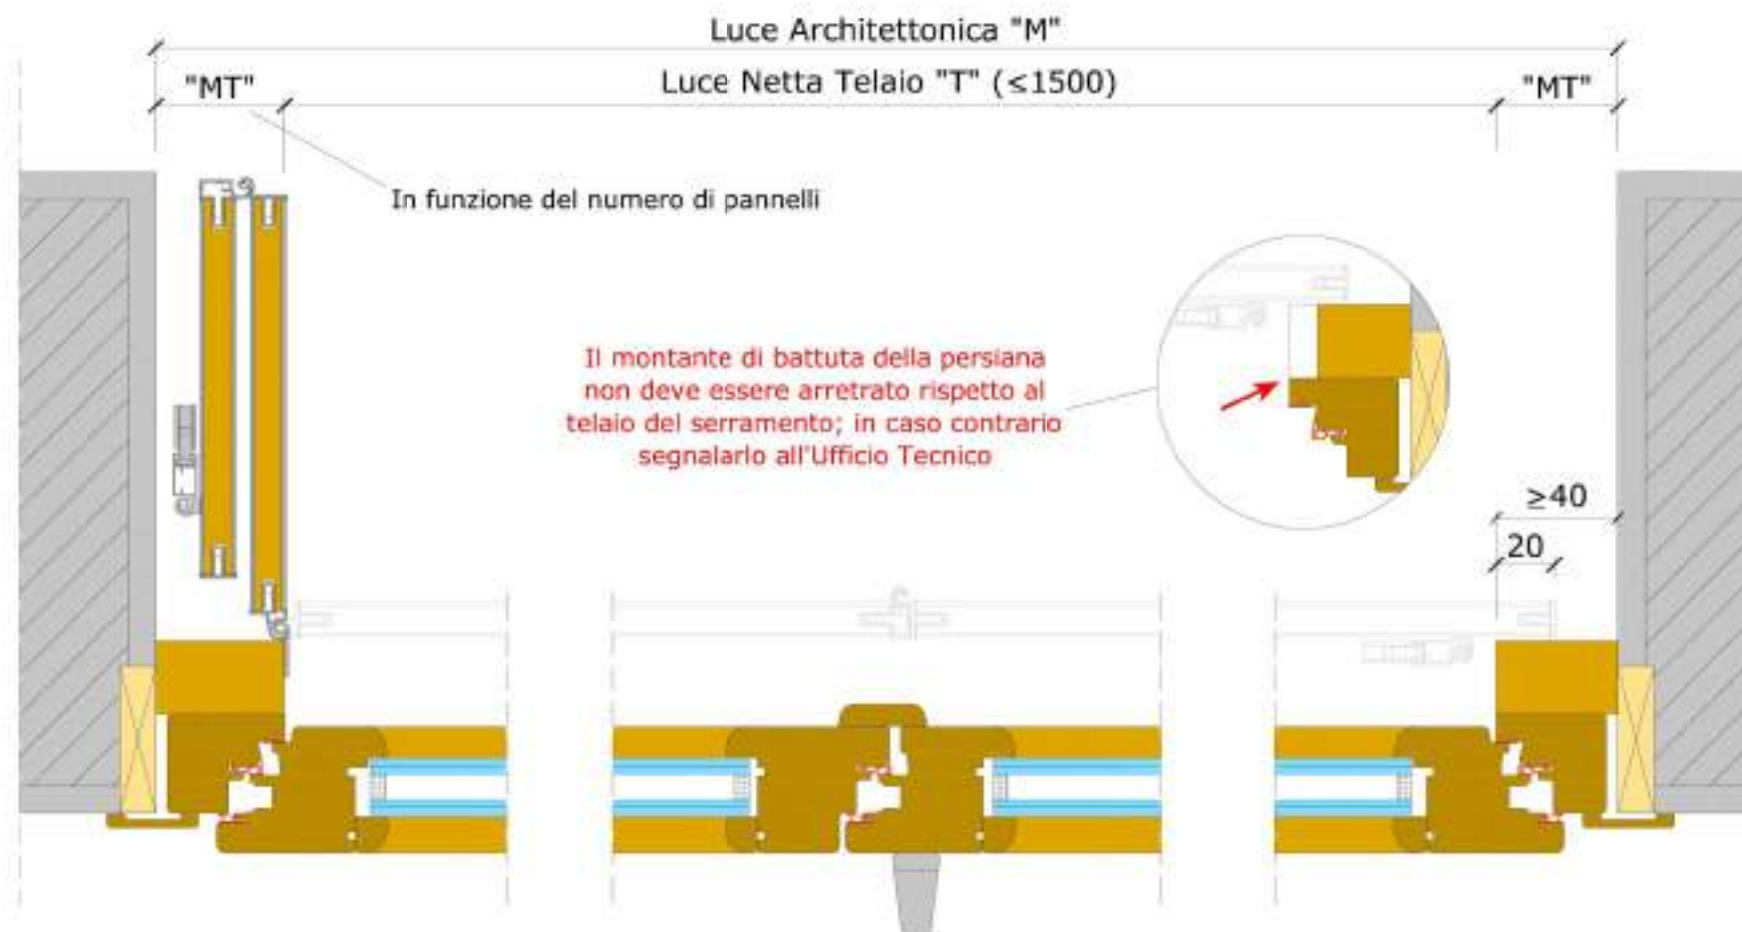 Luce Architettonica "M"
"MT"
Luce Netta Telaio "T" (≤1500)
"MT"
In funzione del numero di pannelli
Il montante di battuta della persiana
non deve essere arretrato rispetto al
telaio del serramento; in caso contrario
segnalarlo all'Ufficio Tecnico
≥40
20